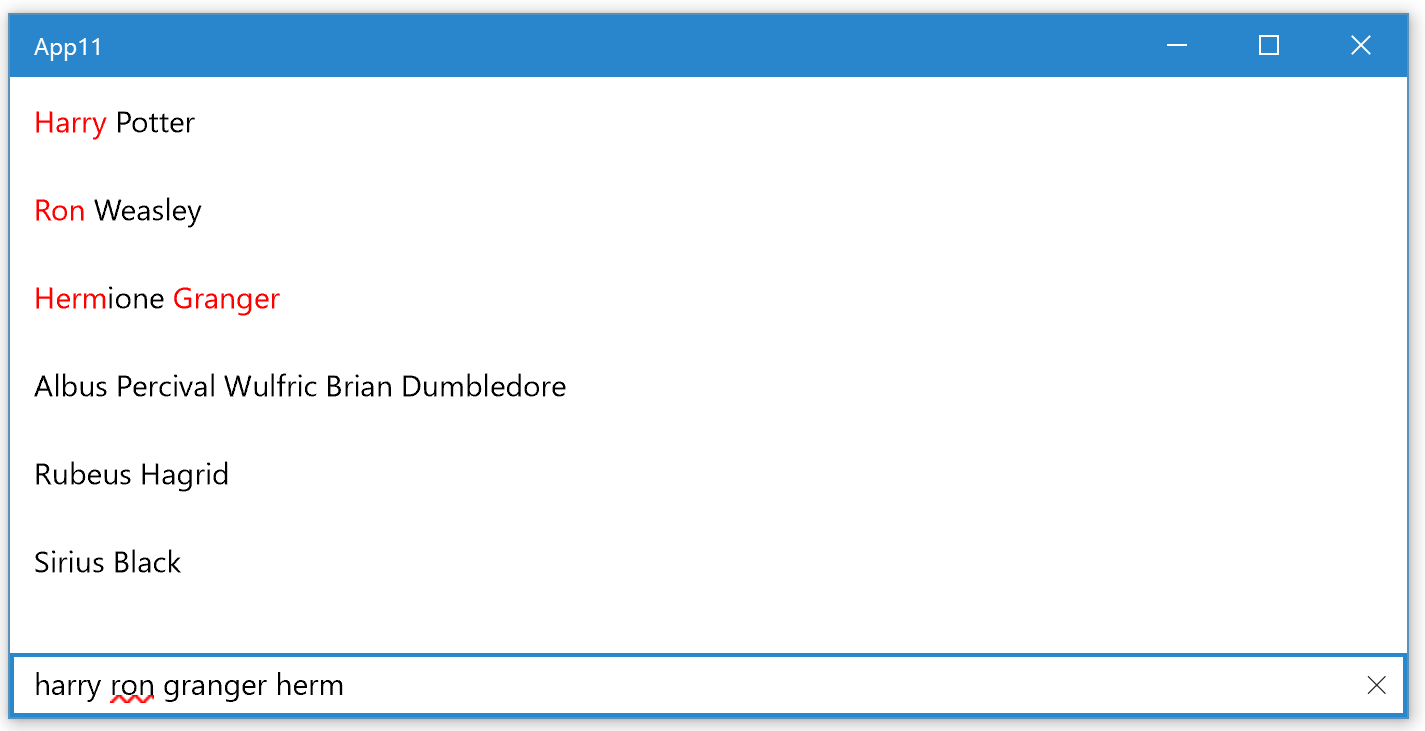 App11
Harry Potter
Ron Weasley
Hermione Granger
Albus Percival Wulfric Brian Dumbledore
Rubeus Hagrid
Sirius Black
harry ron granger herm